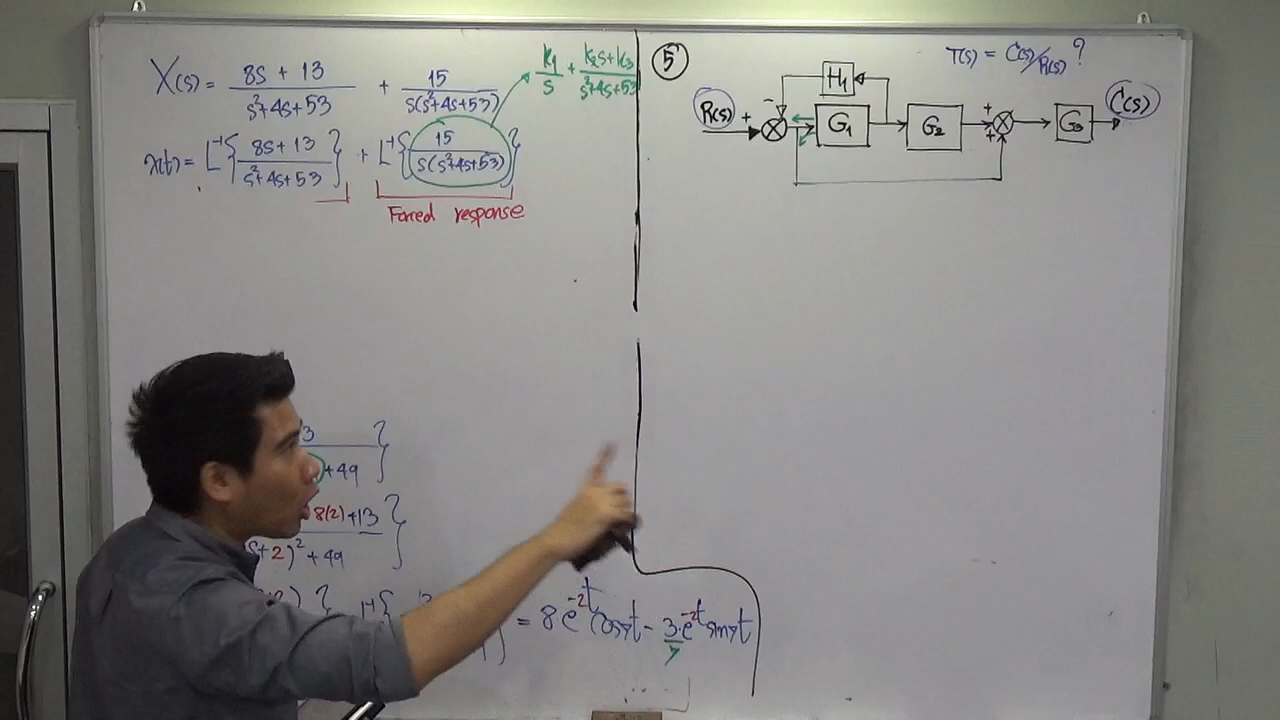 X(s) = (8s + 13)/(s²+4s+53) + 15/(s(s²+4s+53))
k1/s + (k2s+k3)/(s²+4s+53)
x(t) = L⁻¹{(8s + 13)/(s²+4s+53)} + L⁻¹{15/(s(s²+4s+53))}
Forced response
3 }
+49
8(2) +13 }
+2)² +49
= 8e^-2t cos7t - 3/7 e^-2t sin7t
5
T(s) = C(s)/R(s) ?
H1
R(s) + - G1 G2 + + G3 C(s)